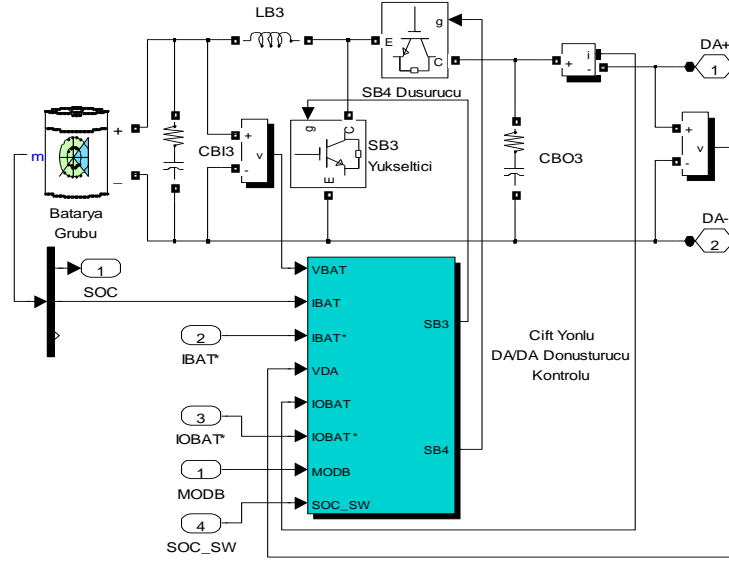 LB3
g
E
C
SB4 Dusurucu
i
+
-
DA+
1
+
-
v
DA-
2
m
+
_
Batarya
Grubu
CBI3
+
-
v
g
C
E
SB3
Yukseltici
CBO3
1
SOC
2
IBAT*
3
IOBAT*
1
MODB
4
SOC_SW
VBAT
IBAT
IBAT*
VDA
IOBAT
IOBAT*
MODB
SOC_SW
SB3
SB4
Cift Yonlu
DA/DA Donusturucu
Kontrolu